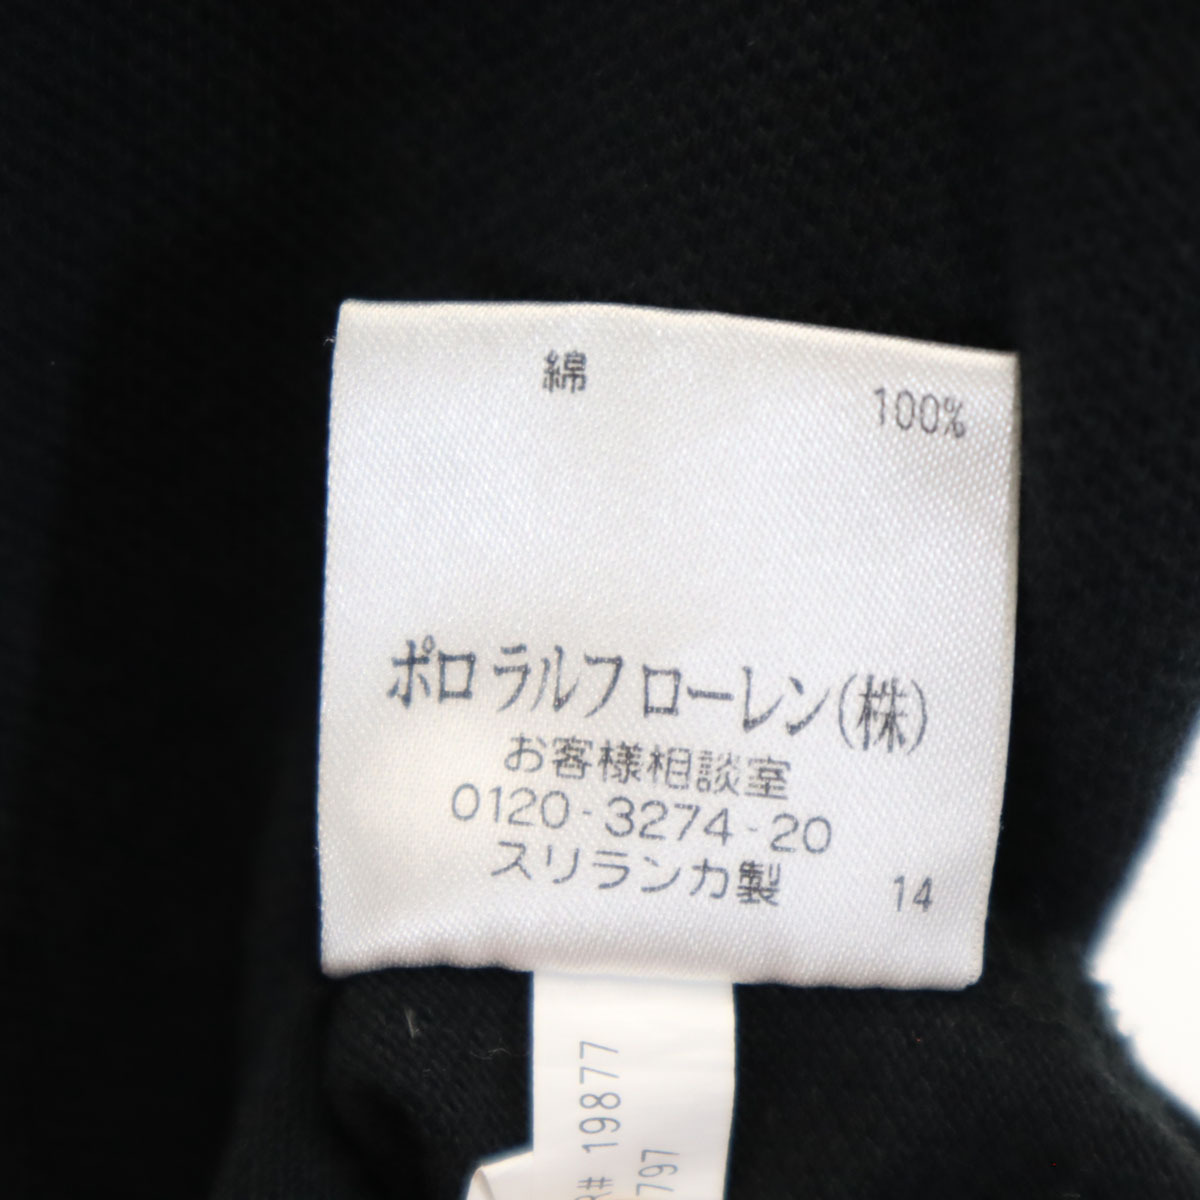 綿 100%
ポロ ラルフ ローレン(株)
お客様相談室
0120-3274-20
スリランカ製 14
R# 19877
797